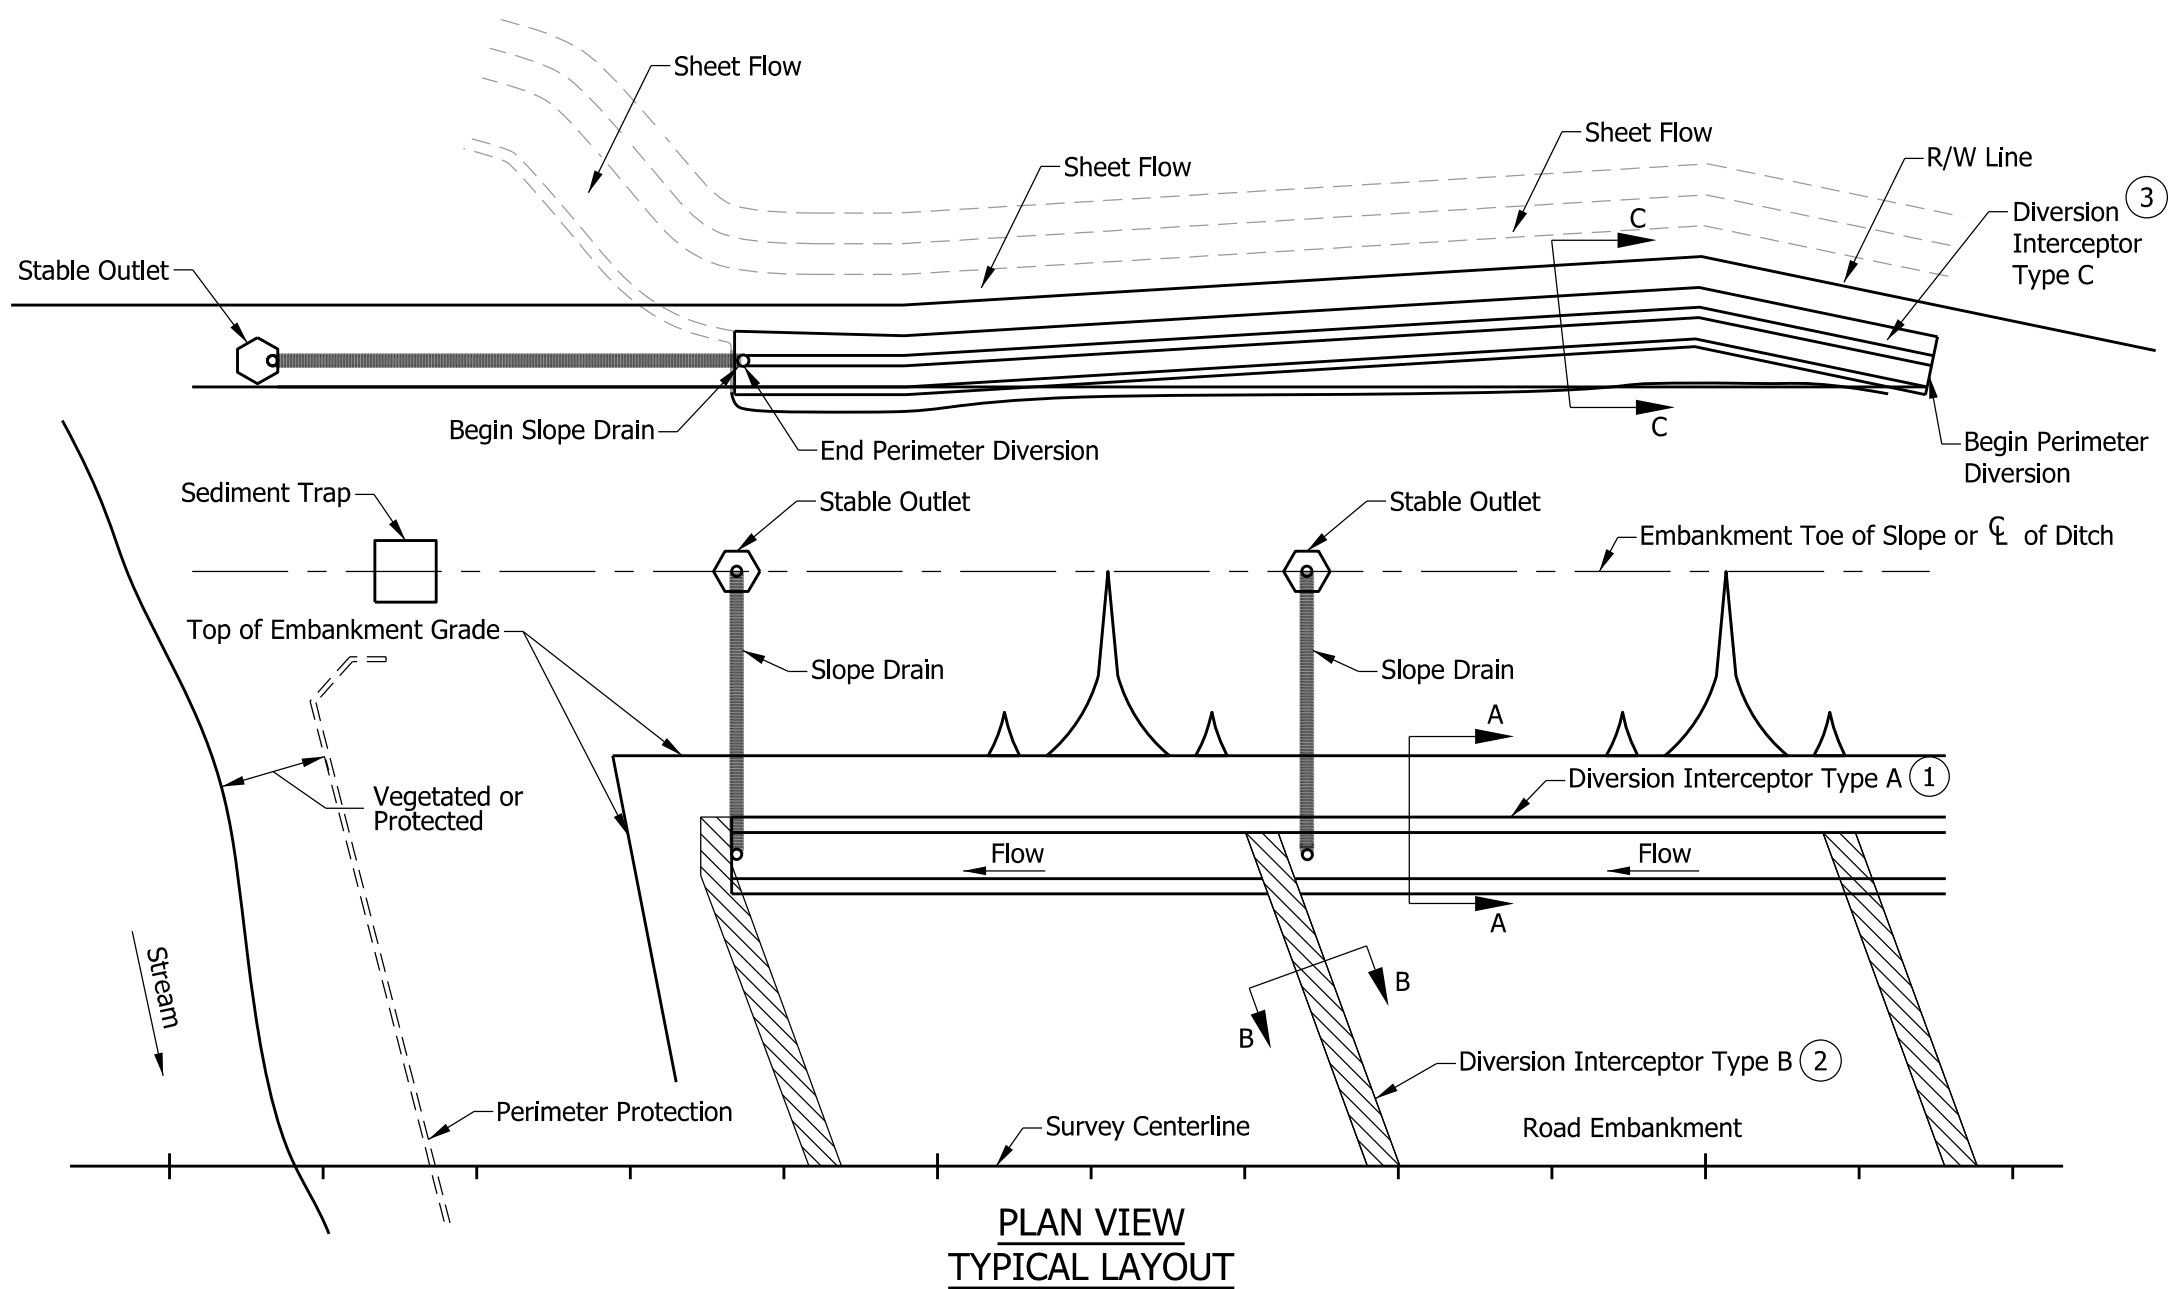 Sheet Flow
Sheet Flow
Sheet Flow
R/W Line
Diversion 3
Interceptor
Type C
C
Stable Outlet
C
Begin Slope Drain
End Perimeter Diversion
Begin Perimeter
Diversion
Sediment Trap
Stable Outlet
Stable Outlet
Embankment Toe of Slope or ℄ of Ditch
Top of Embankment Grade
Slope Drain
Slope Drain
A
Diversion Interceptor Type A 1
Vegetated or
Protected
Flow
Flow
A
Stream
B
B
Diversion Interceptor Type B 2
Perimeter Protection
Survey Centerline
Road Embankment
PLAN VIEW
TYPICAL LAYOUT